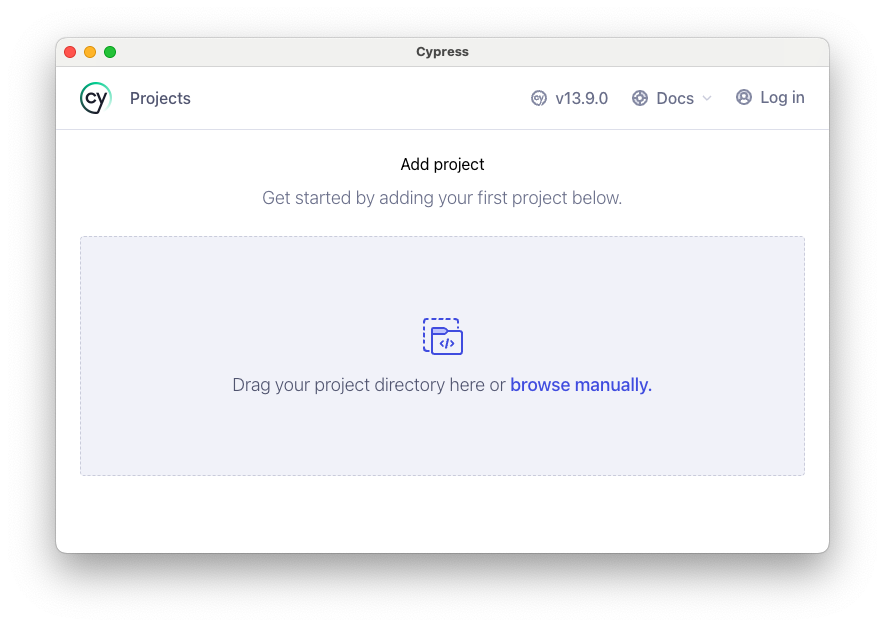 Cypress
cy Projects
cy v13.9.0 Docs Log in
Add project
Get started by adding your first project below.
</>
Drag your project directory here or browse manually.